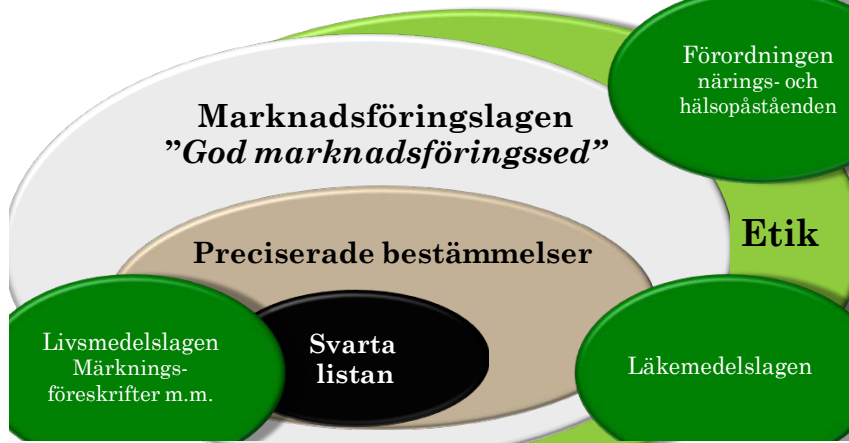 Förordningen
närings- och
hälsopåståenden
Marknadsföringslagen
”God marknadsföringssed”
Etik
Preciserade bestämmelser
Livsmedelslagen
Märknings-
föreskrifter m.m.
Svarta
listan
Läkemedelslagen